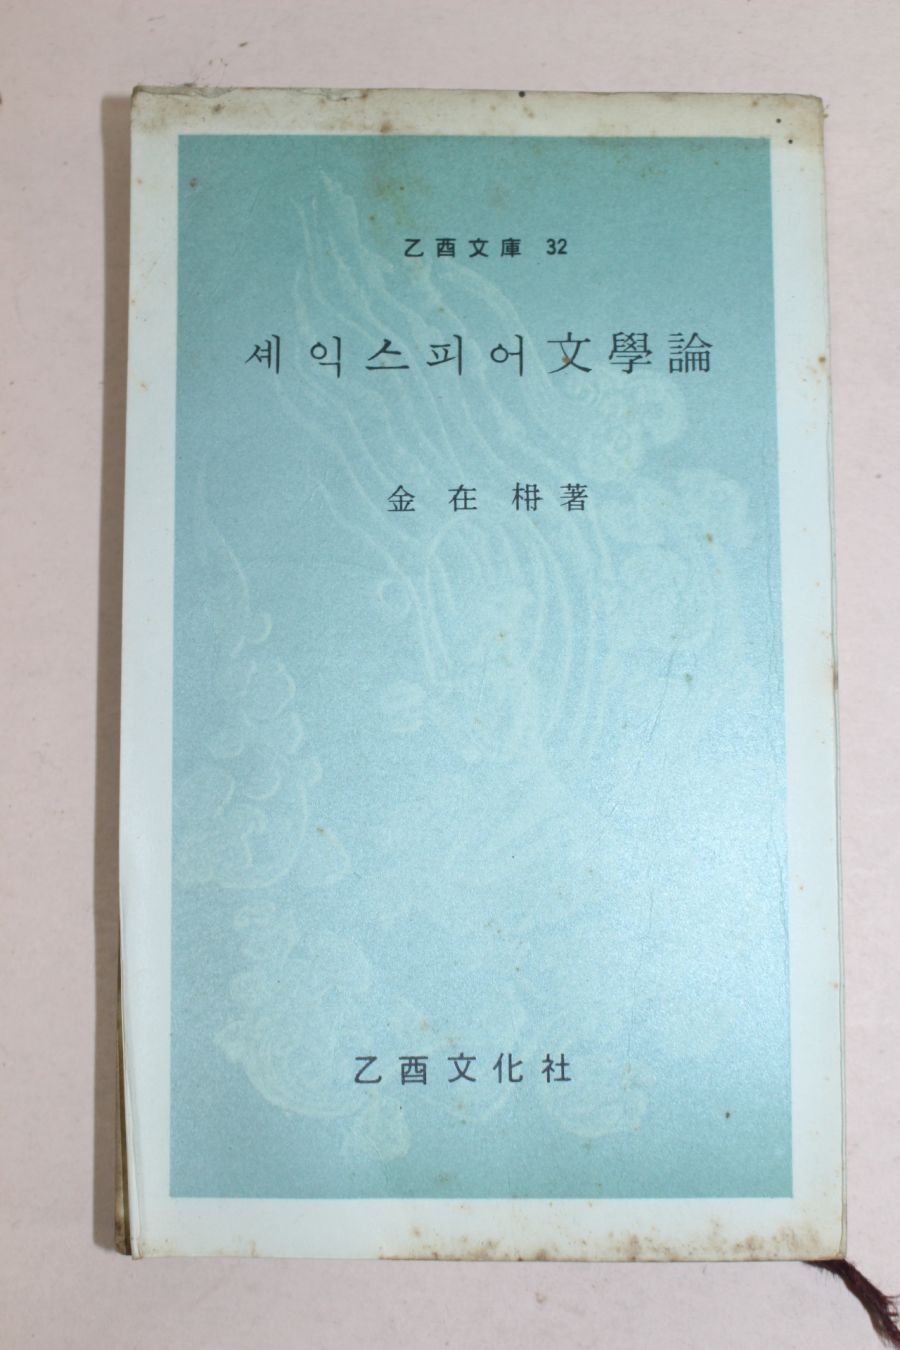 乙酉文庫 32
셰익스피어文學論
金在枏著
乙酉文化社